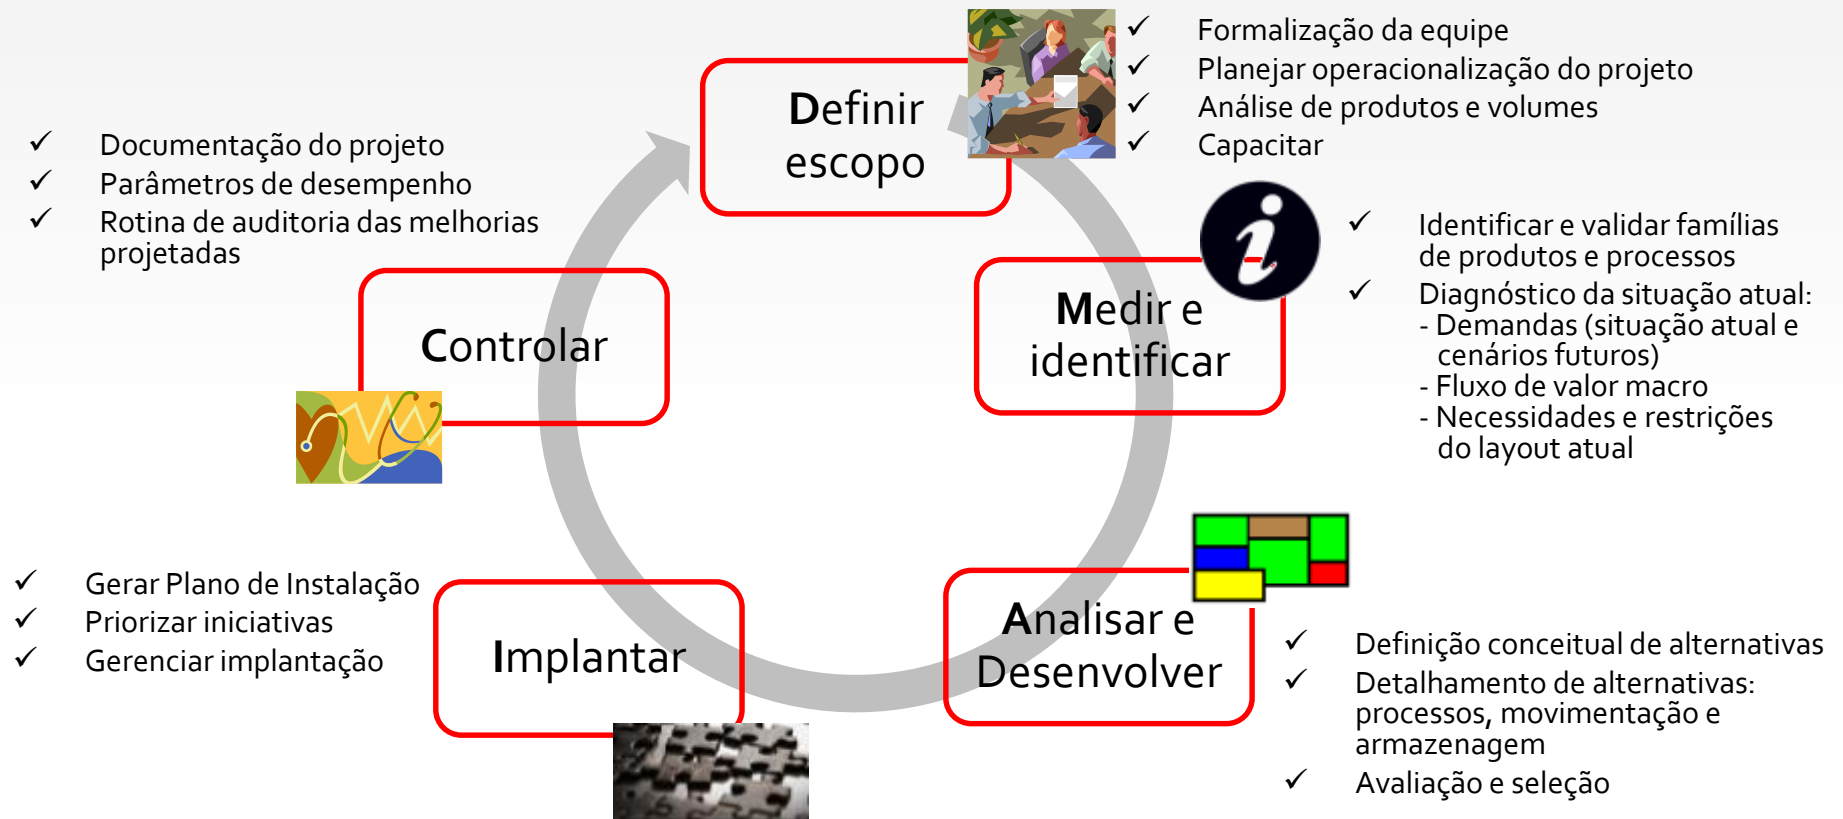 Definir
escopo
✓ Formalização da equipe
✓ Planejar operacionalização do projeto
✓ Análise de produtos e volumes
✓ Capacitar
Medir e
identificar
i
✓ Identificar e validar famílias
de produtos e processos
✓ Diagnóstico da situação atual:
- Demandas (situação atual e
cenários futuros)
- Fluxo de valor macro
- Necessidades e restrições
do layout atual
Analisar e
Desenvolver
✓ Definição conceitual de alternativas
✓ Detalhamento de alternativas:
processos, movimentação e
armazenagem
✓ Avaliação e seleção
Implantar
✓ Gerar Plano de Instalação
✓ Priorizar iniciativas
✓ Gerenciar implantação
Controlar
✓ Documentação do projeto
✓ Parâmetros de desempenho
✓ Rotina de auditoria das melhorias
projetadas